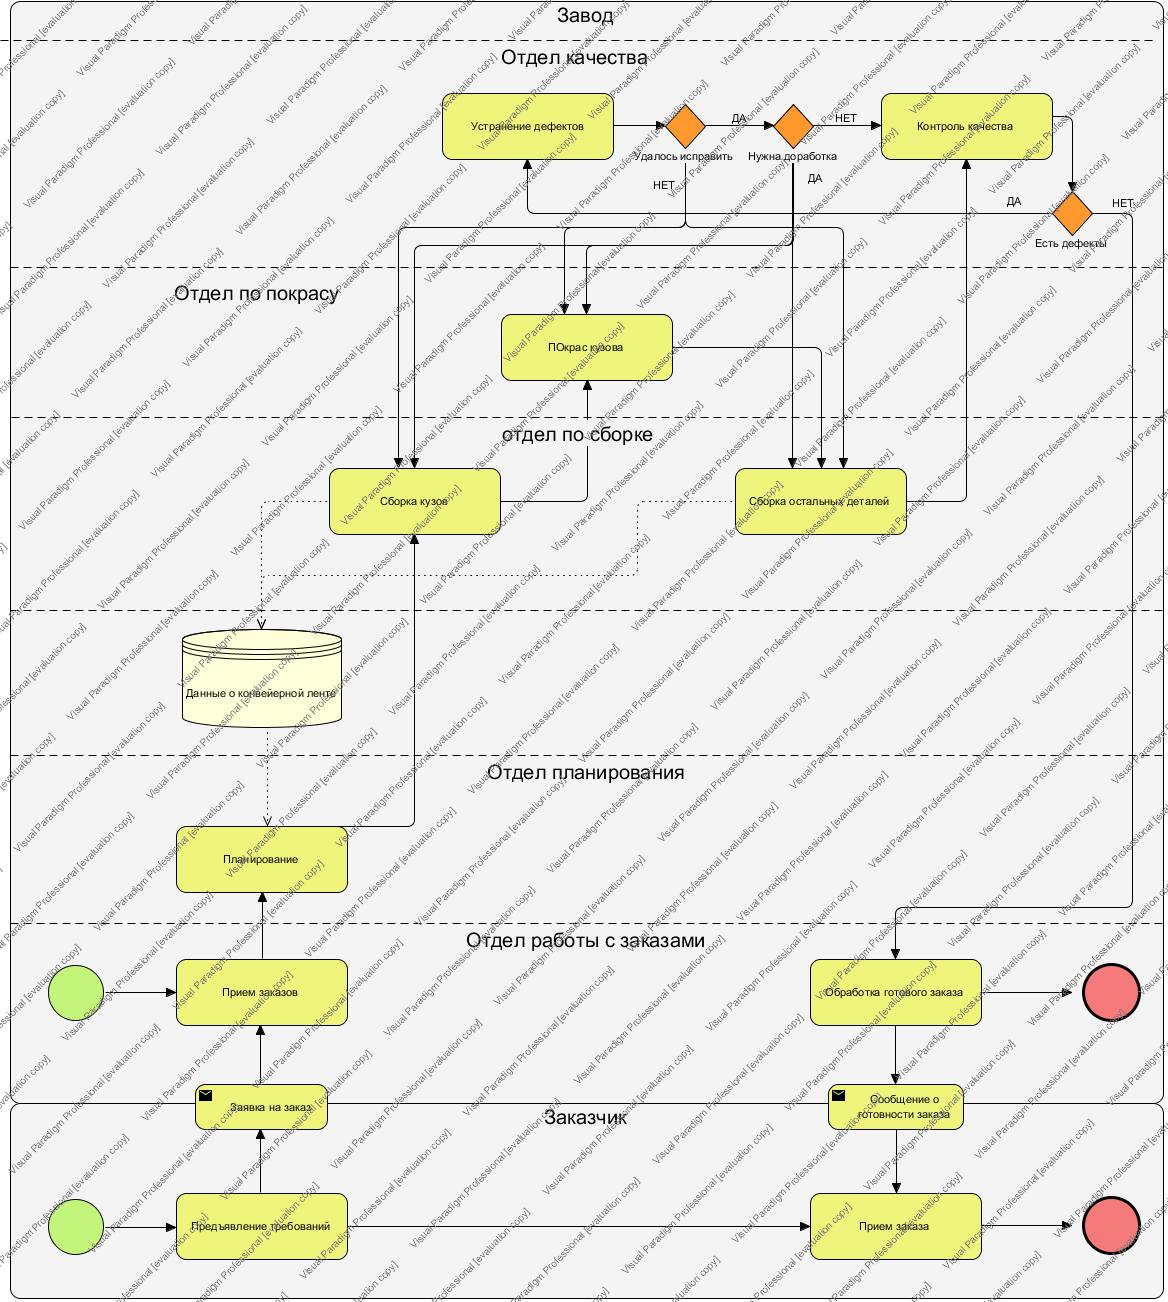 Завод
Отдел качества
Устранение дефектов
ДА
НЕТ
Контроль качества
Удалось исправить
Нужна доработка
НЕТ
ДА
ДА
НЕТ
Есть дефекты
Отдел по покрасу
ПОкрас кузова
отдел по сборке
Сборка кузов
Сборка остальных деталей
Данные о конвейерной ленте
Отдел планирования
Планирование
Отдел работы с заказами
Прием заказов
Обработка готового заказа
Заявка на заказ
Сообщение о
готовности заказа
Заказчик
Предъявление требований
Прием заказа
Visual Paradigm Professional [evaluation copy]